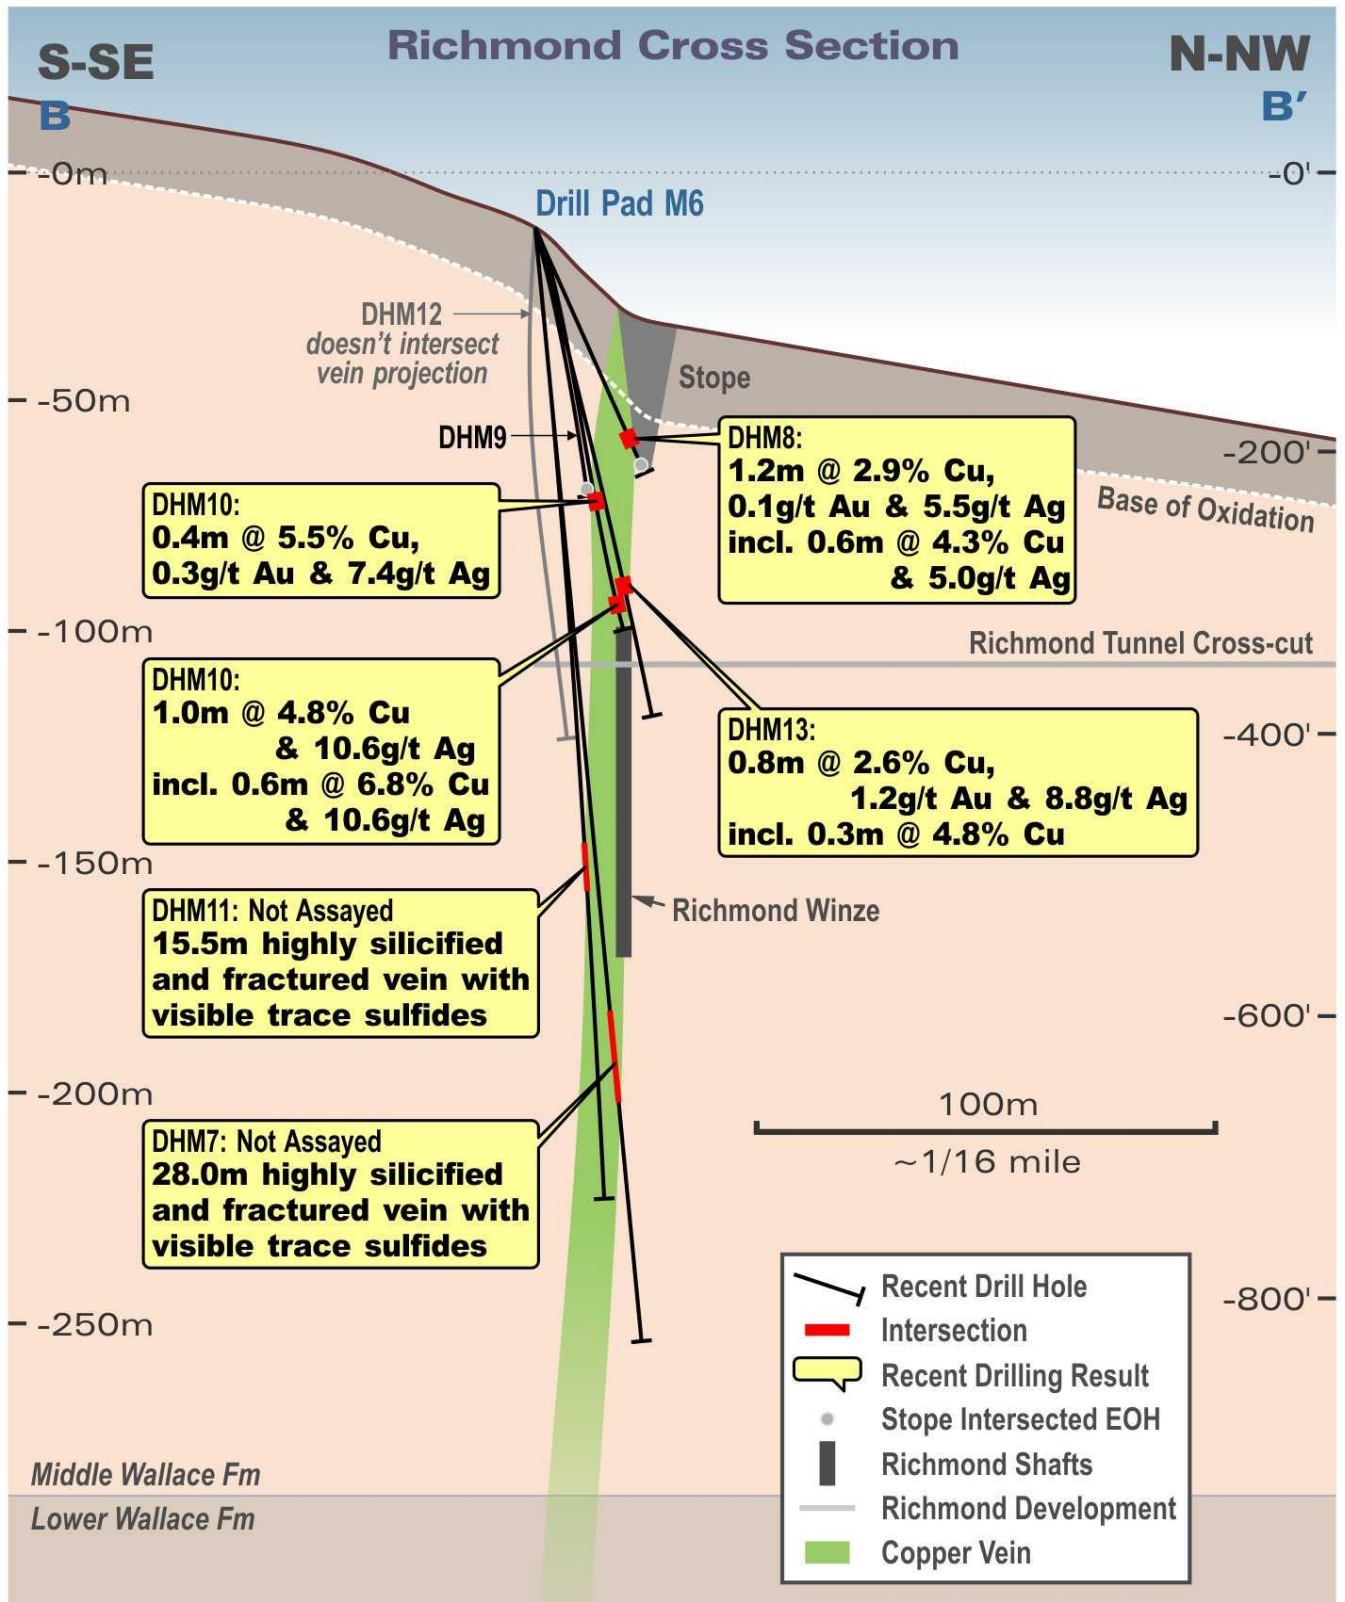 Richmond Cross Section
S-SE
B
N-NW
B'
-0m
-0'
Drill Pad M6
DHM12
doesn't intersect
vein projection
Stope
-50m
DHM9
-200'
DHM8:
1.2m @ 2.9% Cu,
0.1g/t Au & 5.5g/t Ag
incl. 0.6m @ 4.3% Cu
& 5.0g/t Ag
Base of Oxidation
DHM10:
0.4m @ 5.5% Cu,
0.3g/t Au & 7.4g/t Ag
-100m
Richmond Tunnel Cross-cut
DHM10:
1.0m @ 4.8% Cu
& 10.6g/t Ag
incl. 0.6m @ 6.8% Cu
& 10.6g/t Ag
-400'
DHM13:
0.8m @ 2.6% Cu,
1.2g/t Au & 8.8g/t Ag
incl. 0.3m @ 4.8% Cu
-150m
Richmond Winze
DHM11: Not Assayed
15.5m highly silicified
and fractured vein with
visible trace sulfides
-600'
-200m
100m
~1/16 mile
DHM7: Not Assayed
28.0m highly silicified
and fractured vein with
visible trace sulfides
-800'
-250m
Recent Drill Hole
Intersection
Recent Drilling Result
Stope Intersected EOH
Richmond Shafts
Richmond Development
Copper Vein
Middle Wallace Fm
Lower Wallace Fm